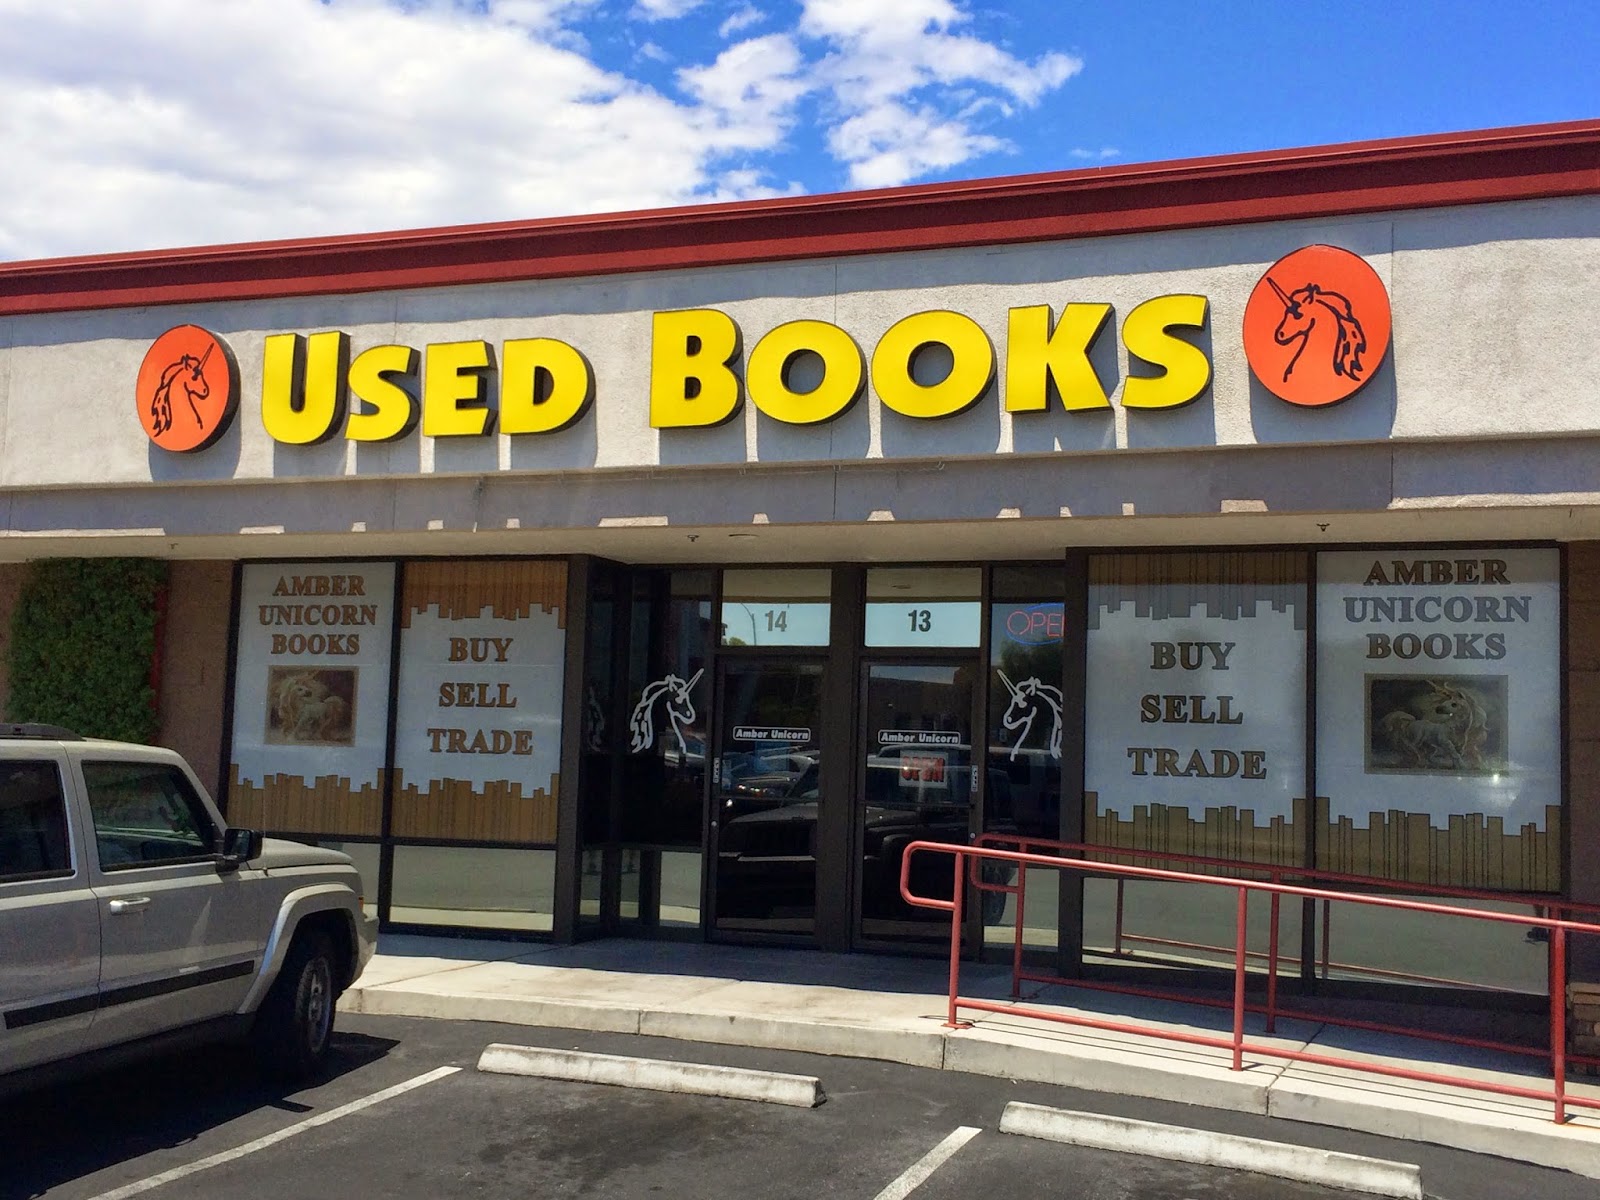 USED BOOKS
AMBER
UNICORN
BOOKS
BUY
SELL
TRADE
14
13
Amber Unicorn
Amber Unicorn
OPEN
OPE
BUY
SELL
TRADE
AMBER
UNICORN
BOOKS